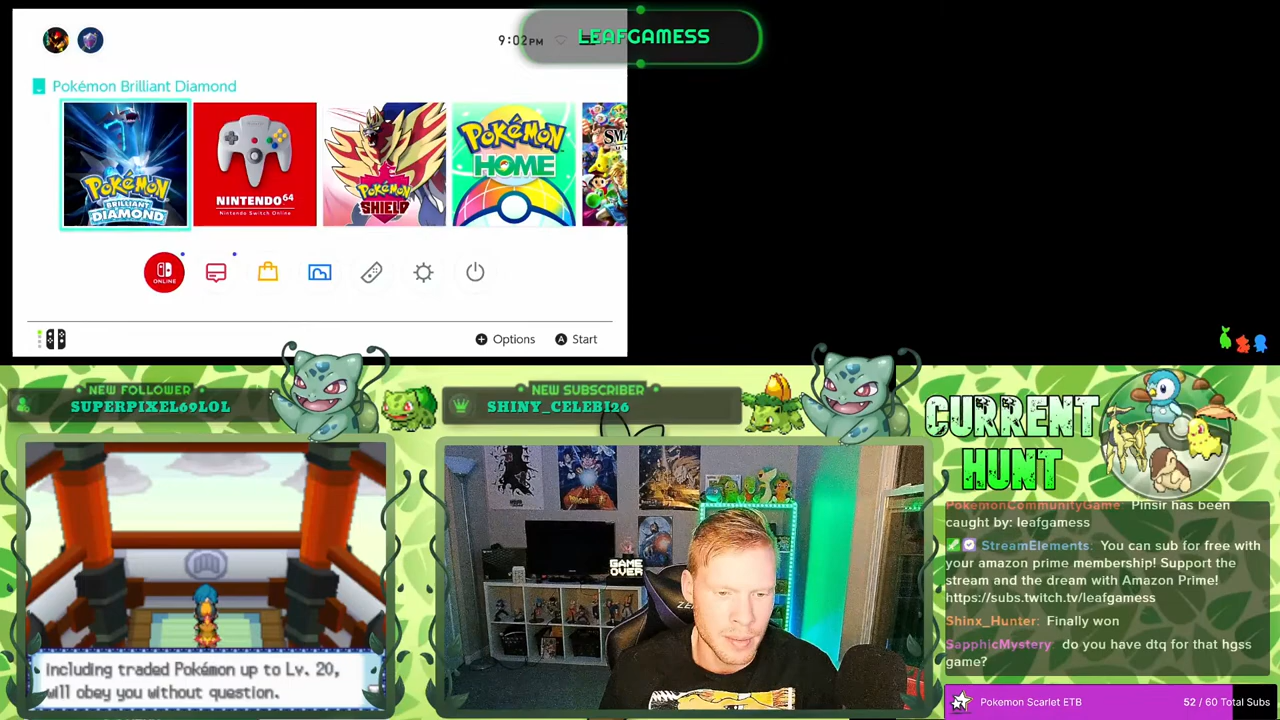 9:02PM
LEAFGAMESS
Pokémon Brilliant Diamond
POKÉMON
BRILLIANT
DIAMOND
NINTENDO 64
Nintendo Switch Online
POKÉMON
SHIELD
POKÉMON
HOME
ONLINE
Options
Start
NEW FOLLOWER
SUPERPIXEL69LOL
NEW SUBSCRIBER
SHINY_CELEBI26
CURRENT
HUNT
PokemonCommunityGame: Pinsir has been
caught by: leafgamess
StreamElements: You can sub for free with
your amazon prime membership! Support the
stream and the dream with Amazon Prime!
https://subs.twitch.tv/leafgamess
Shinx_Hunter: Finally won
SapphicMystery: do you have dtq for that hgss
game?
Pokemon Scarlet ETB
52 / 60 Total Subs
including traded Pokémon up to Lv. 20,
will obey you without question.
GAME
OVER